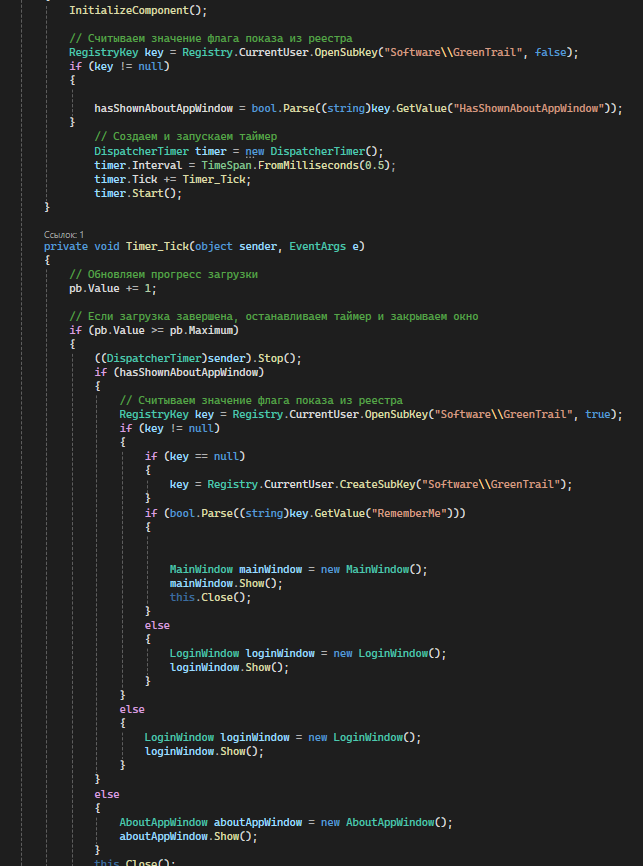 InitializeComponent();
// Считываем значение флага показа из реестра
RegistryKey key = Registry.CurrentUser.OpenSubKey("Software\\GreenTrail", false);
if (key != null)
{
hasShownAboutAppWindow = bool.Parse((string)key.GetValue("HasShownAboutAppWindow"));
}
// Создаем и запускаем таймер
DispatcherTimer timer = new DispatcherTimer();
timer.Interval = TimeSpan.FromMilliseconds(0.5);
timer.Tick += Timer_Tick;
timer.Start();
}
Ссылок: 1
private void Timer_Tick(object sender, EventArgs e)
{
// Обновляем прогресс загрузки
pb.Value += 1;
// Если загрузка завершена, останавливаем таймер и закрываем окно
if (pb.Value >= pb.Maximum)
{
((DispatcherTimer)sender).Stop();
if (hasShownAboutAppWindow)
{
// Считываем значение флага показа из реестра
RegistryKey key = Registry.CurrentUser.OpenSubKey("Software\\GreenTrail", true);
if (key != null)
{
if (key == null)
{
key = Registry.CurrentUser.CreateSubKey("Software\\GreenTrail");
}
if (bool.Parse((string)key.GetValue("RememberMe")))
{
MainWindow mainWindow = new MainWindow();
mainWindow.Show();
this.Close();
}
else
{
LoginWindow loginWindow = new LoginWindow();
loginWindow.Show();
}
}
else
{
LoginWindow loginWindow = new LoginWindow();
loginWindow.Show();
}
}
else
{
AboutAppWindow aboutAppWindow = new AboutAppWindow();
aboutAppWindow.Show();
}
this.Close();